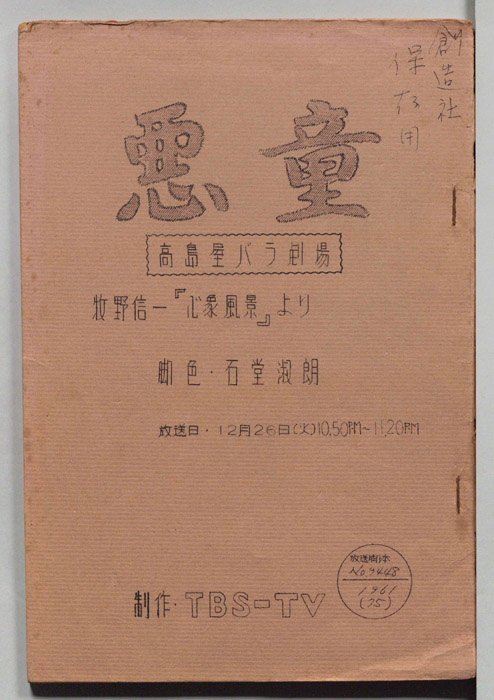 創造社
保存用
悪童
高島屋バラ劇場
牧野信一『心象風景』より
脚色・石堂淑朗
放送日・12月26日(火)10.50PM~11.20PM
放送台本
No.9448
1961
(75)
制作・TBS-TV